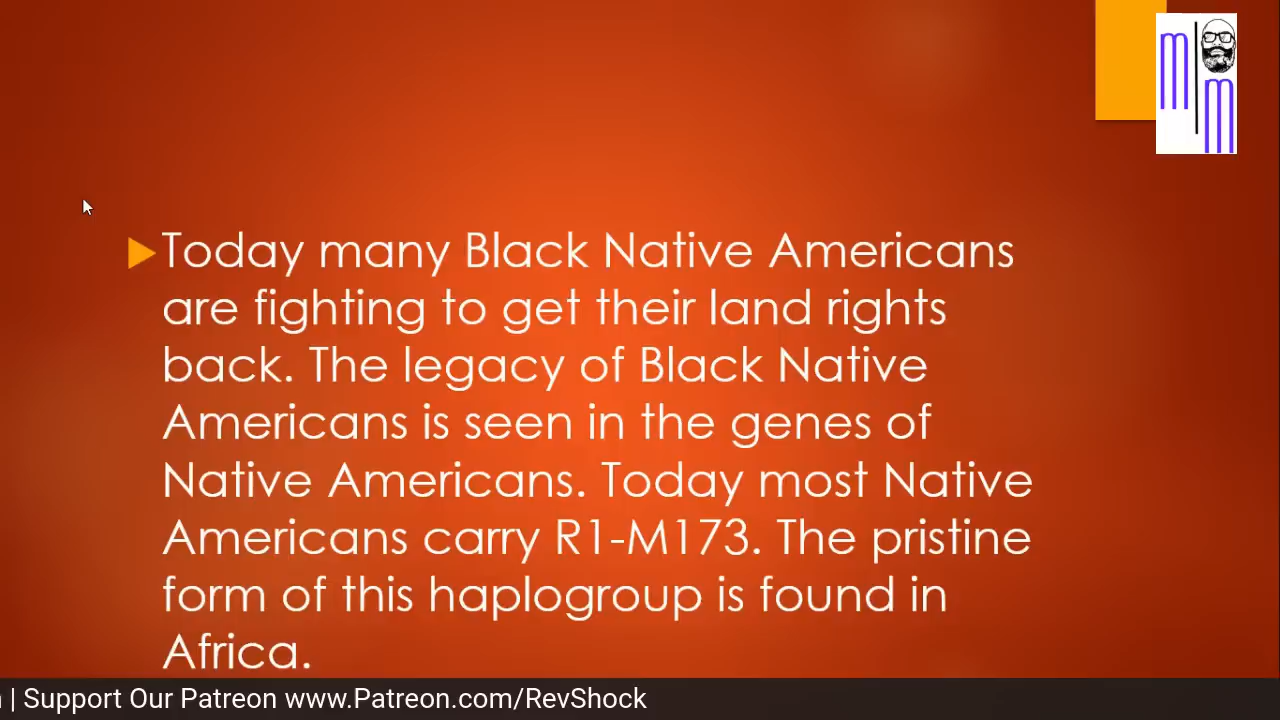 m
m
Today many Black Native Americans
are fighting to get their land rights
back. The legacy of Black Native
Americans is seen in the genes of
Native Americans. Today most Native
Americans carry R1-M173. The pristine
form of this haplogroup is found in
Africa.
| Support Our Patreon www.Patreon.com/RevShock